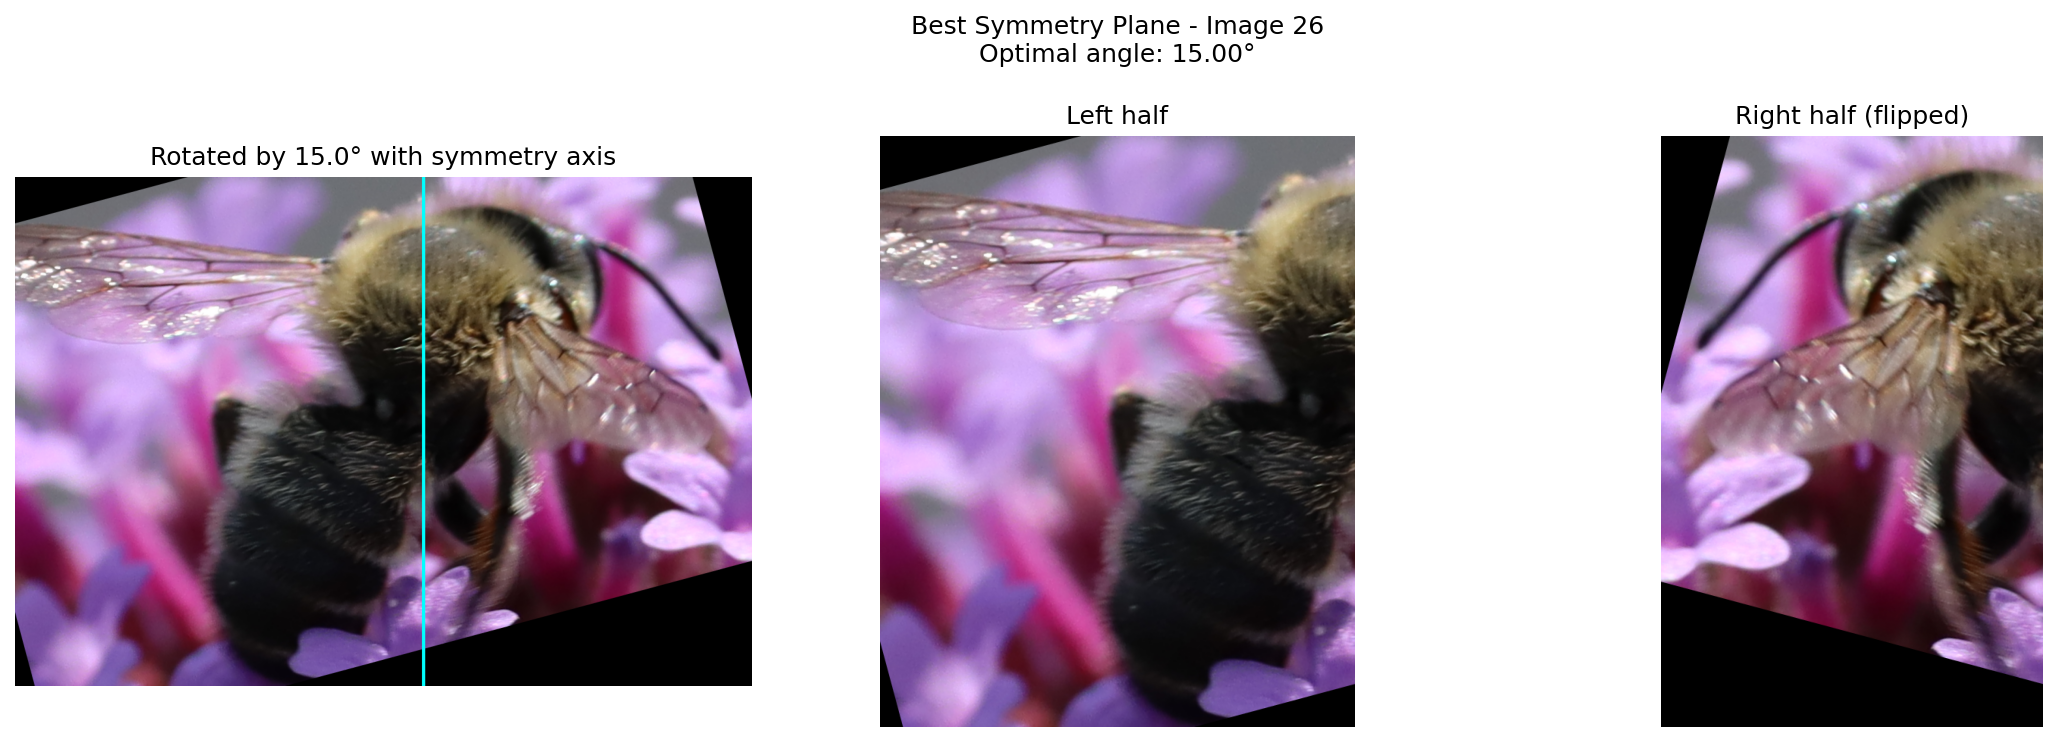 Best Symmetry Plane - Image 26
Optimal angle: 15.00°
Rotated by 15.0° with symmetry axis
Left half
Right half (flipped)